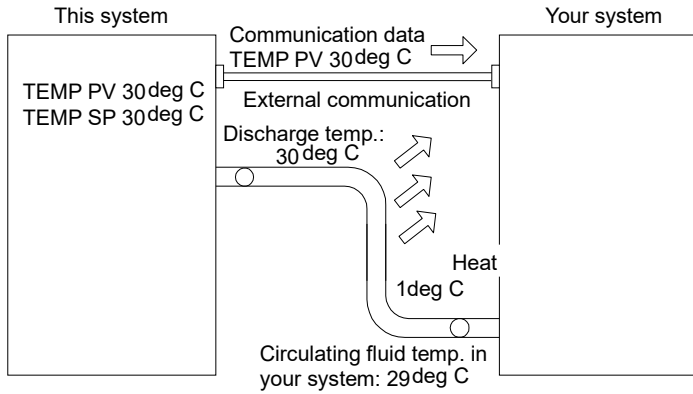 This system
Your system
Communication data
TEMP PV 30deg C
TEMP PV 30deg C
TEMP SP 30deg C
External communication
Discharge temp.:
30deg C
Heat
1deg C
Circulating fluid temp. in
your system: 29deg C